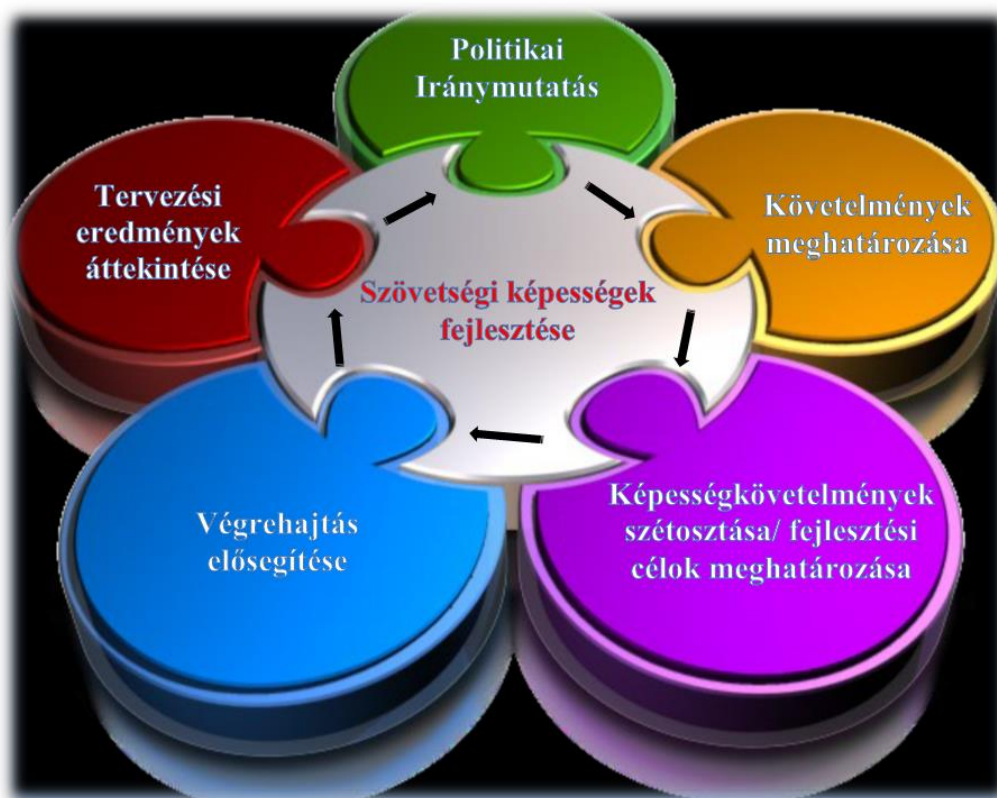 Politikai
Iránymutatás
Követelmények
meghatározása
Képességkövetelmények
szétosztása/ fejlesztési
célok meghatározása
Végrehajtás
elősegítése
Tervezési
eredmények
áttekintése
Szövetségi képességek
fejlesztése